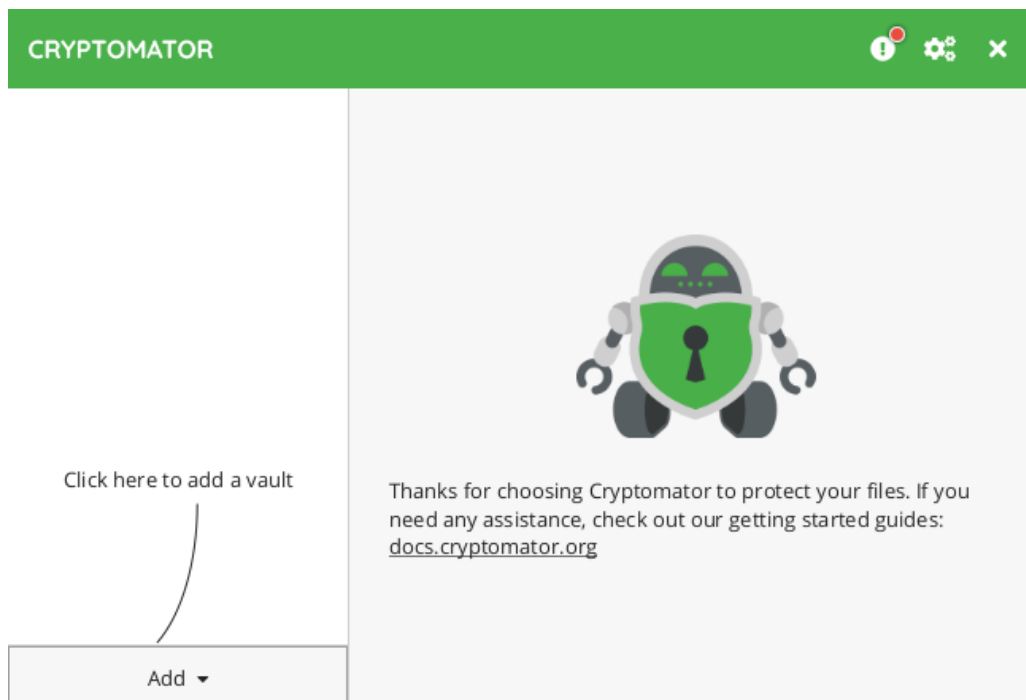 CRYPTOMATOR
Click here to add a vault
Add
Thanks for choosing Cryptomator to protect your files. If you
need any assistance, check out our getting started guides:
docs.cryptomator.org